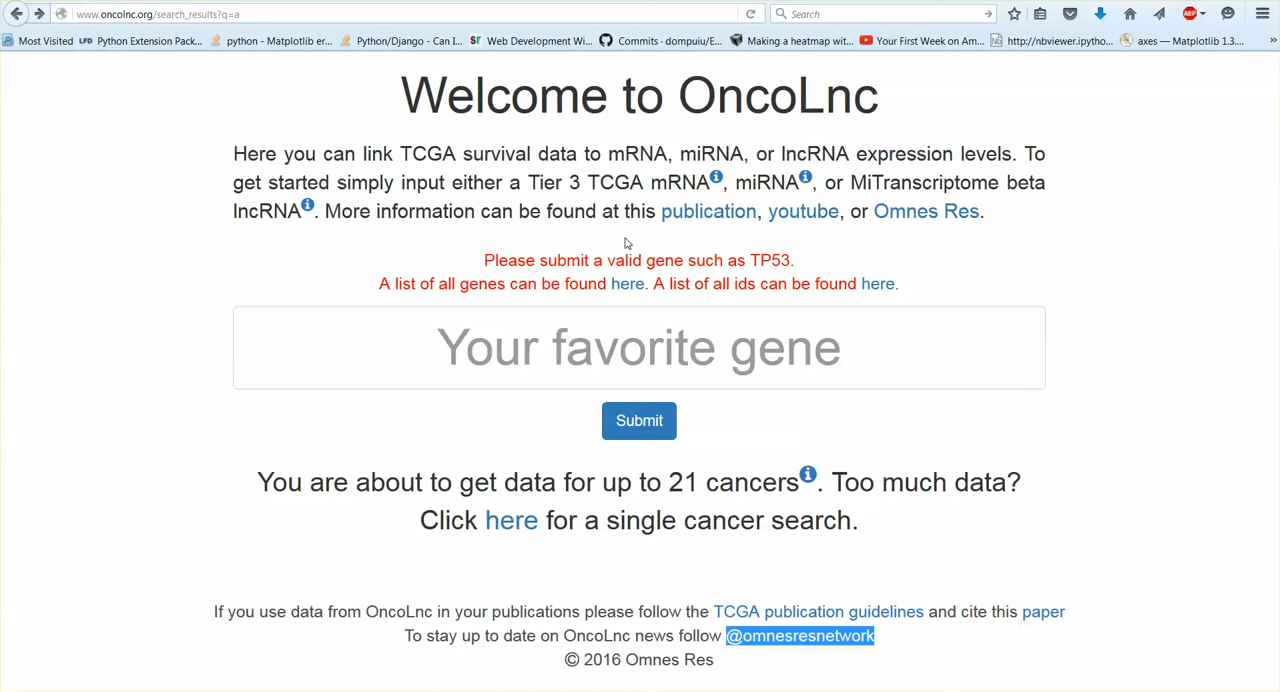 www.oncolnc.org/search_results?q=a
Search
ABP
Most Visited LFD Python Extension Pack... python - Matplotlib er... Python/Django - Can I... Web Development Wi... Commits · dompuiu/E... Making a heatmap wit... Your First Week on Am... http://nbviewer.ipytho... axes — Matplotlib 1.3.... »
Welcome to OncoLnc
Here you can link TCGA survival data to mRNA, miRNA, or lncRNA expression levels. To
get started simply input either a Tier 3 TCGA mRNA, miRNA, or MiTranscriptome beta
lncRNA. More information can be found at this publication, youtube, or Omnes Res.
Please submit a valid gene such as TP53.
A list of all genes can be found here. A list of all ids can be found here.
Your favorite gene
Submit
You are about to get data for up to 21 cancers. Too much data?
Click here for a single cancer search.
If you use data from OncoLnc in your publications please follow the TCGA publication guidelines and cite this paper
To stay up to date on OncoLnc news follow @omnesresnetwork
© 2016 Omnes Res